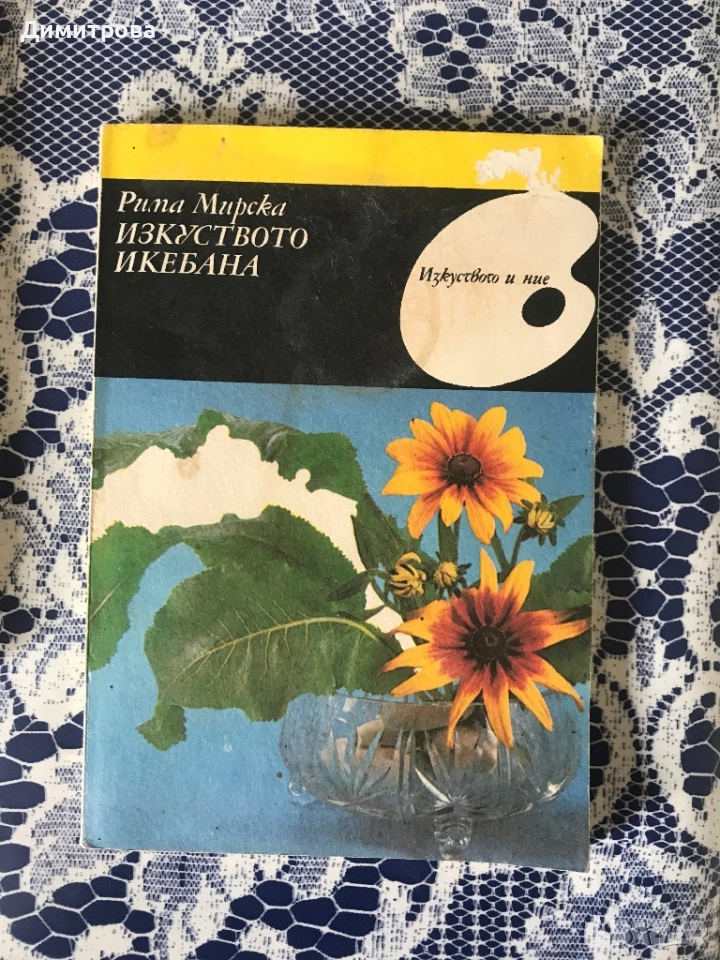 Димитрова
Рима Мирска
ИЗКУСТВОТО
ИКЕБАНА
Изкуството и ние